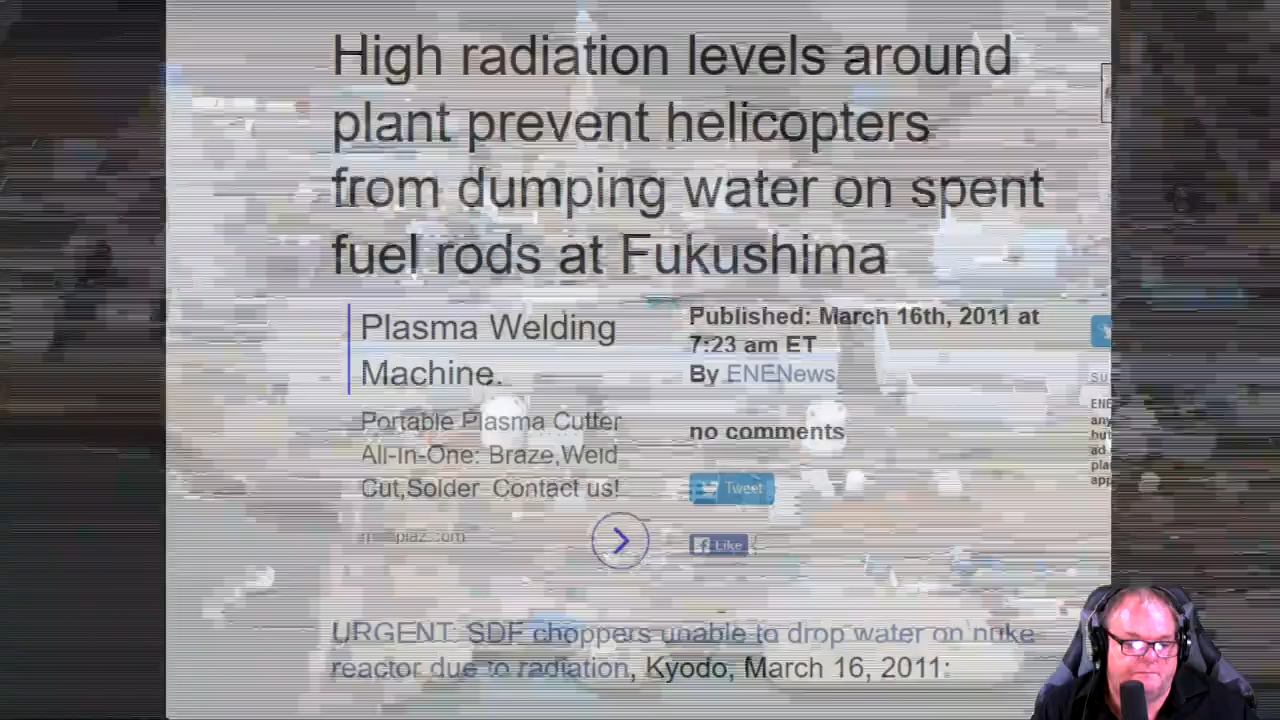 High radiation levels around
plant prevent helicopters
from dumping water on spent
fuel rods at Fukushima
Plasma Welding
Machine.
Portable Plasma Cutter
All-In-One: Braze,Weld
Cut,Solder Contact us!
Published: March 16th, 2011 at
7:23 am ET
By ENENews
no comments
Tweet
Like
URGENT: SDF choppers unable to drop water on nuke
reactor due to radiation, Kyodo, March 16, 2011: